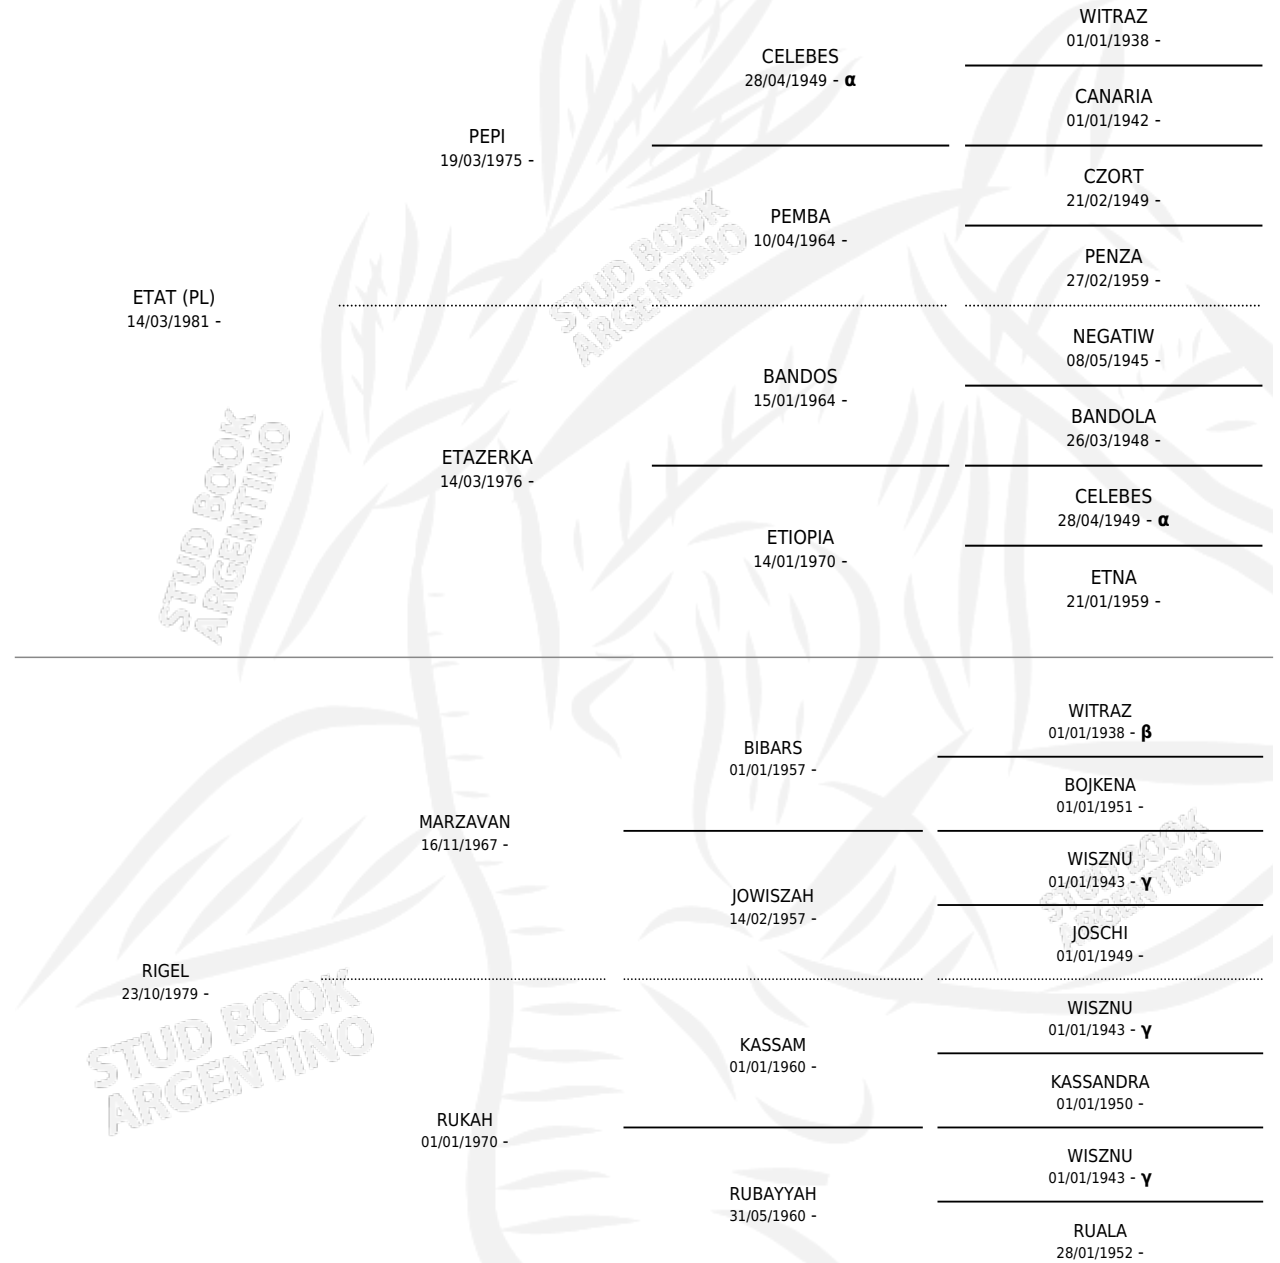 WITRAZ
01/01/1938 -
CELEBES
28/04/1949 - α
CANARIA
01/01/1942 -
PEPI
19/03/1975 -
CZORT
21/02/1949 -
PEMBA
10/04/1964 -
PENZA
27/02/1959 -
ETAT (PL)
14/03/1981 -
NEGATIW
08/05/1945 -
BANDOS
15/01/1964 -
BANDOLA
26/03/1948 -
ETAZERKA
14/03/1976 -
CELEBES
28/04/1949 - α
ETIOPIA
14/01/1970 -
ETNA
21/01/1959 -
WITRAZ
01/01/1938 - β
BIBARS
01/01/1957 -
BOJKENA
01/01/1951 -
MARZAVAN
16/11/1967 -
WISZNU
01/01/1943 - γ
JOWISZAH
14/02/1957 -
JOSCHI
01/01/1949 -
RIGEL
23/10/1979 -
WISZNU
01/01/1943 - γ
KASSAM
01/01/1960 -
KASSANDRA
01/01/1950 -
RUKAH
01/01/1970 -
WISZNU
01/01/1943 - γ
RUBAYYAH
31/05/1960 -
RUALA
28/01/1952 -
STUD BOOK
ARGENTINO
STUD BOOK
ARGENTINO
STUD BOOK
ARGENTINO
STUD BOOK
ARGENTINO